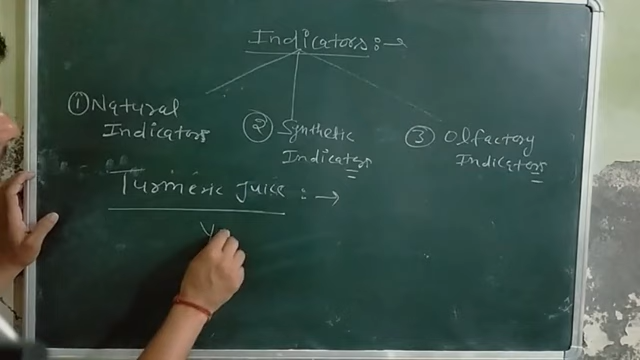 Indicators :→
① Natural
Indicators
② Synthetic
Indicators
③ Olfactory
Indicators
Turmeric Juice :→
Y